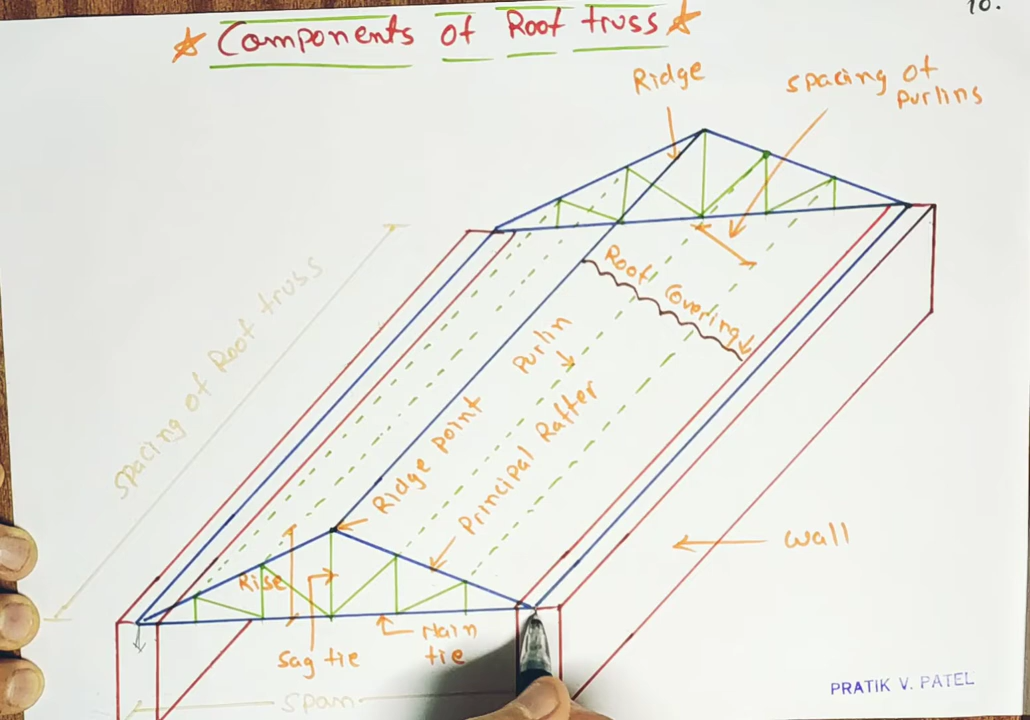 10.
Components of Roof truss
Ridge
spacing of
purlins
Roof Covering
spacing of Roof truss
Purlin
Ridge point
Principal Rafter
wall
Rise
Main
tie
Sag tie
span
PRATIK V. PATEL